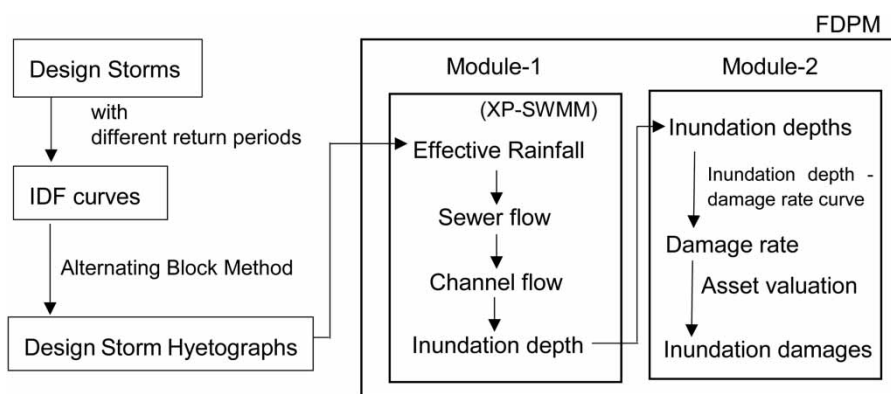 FDPM
Design Storms
with
different return periods
IDF curves
Alternating Block Method
Design Storm Hyetographs
Module-1
(XP-SWMM)
Effective Rainfall
Sewer flow
Channel flow
Inundation depth
Module-2
Inundation depths
Inundation depth -
damage rate curve
Damage rate
Asset valuation
Inundation damages